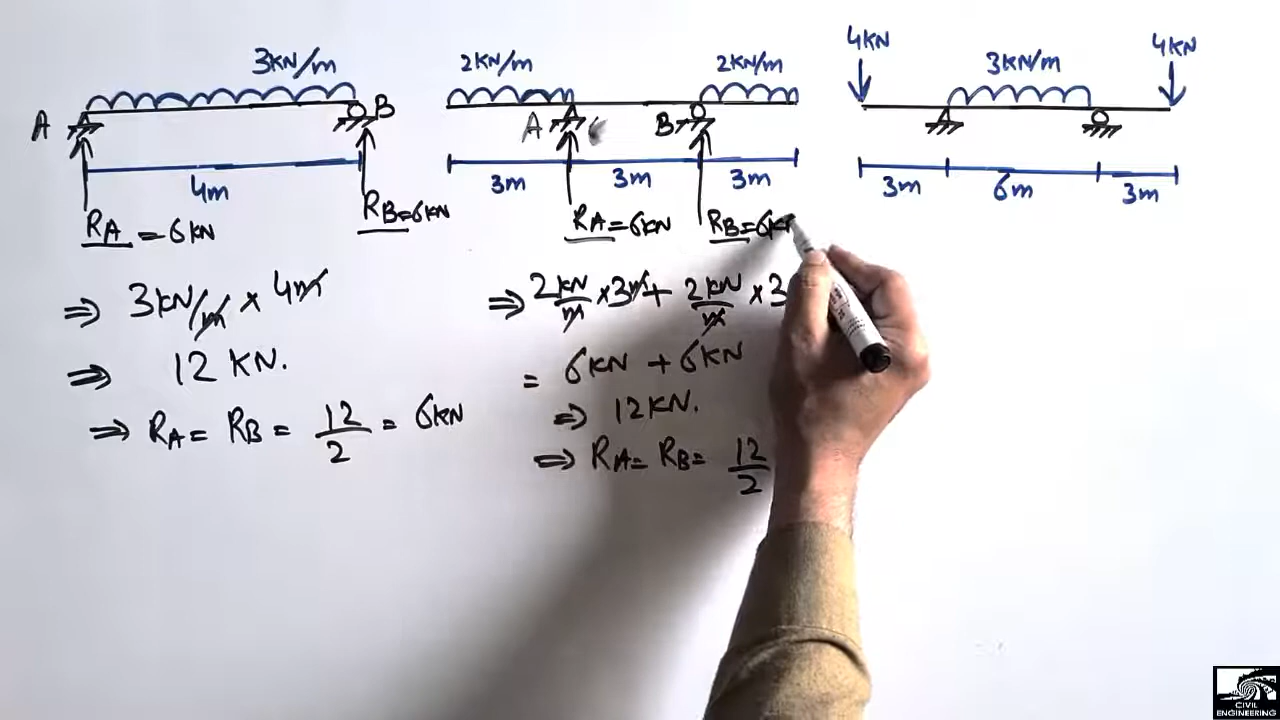 3KN/m
A
B
4m
RA = 6KN
RB=6KN
⇒ 3KN/m × 4m
⇒ 12 KN.
⇒ RA = RB = 12/2 = 6KN
2KN/m
2KN/m
A
B
3m
3m
3m
RA=6KN
RB=6KN
⇒ 2KN/m × 3m + 2KN/m × 3
= 6KN + 6KN
⇒ 12KN.
⇒ RA = RB = 12/2
4KN
3KN/m
4KN
3m
6m
3m
CIVIL
ENGINEERING